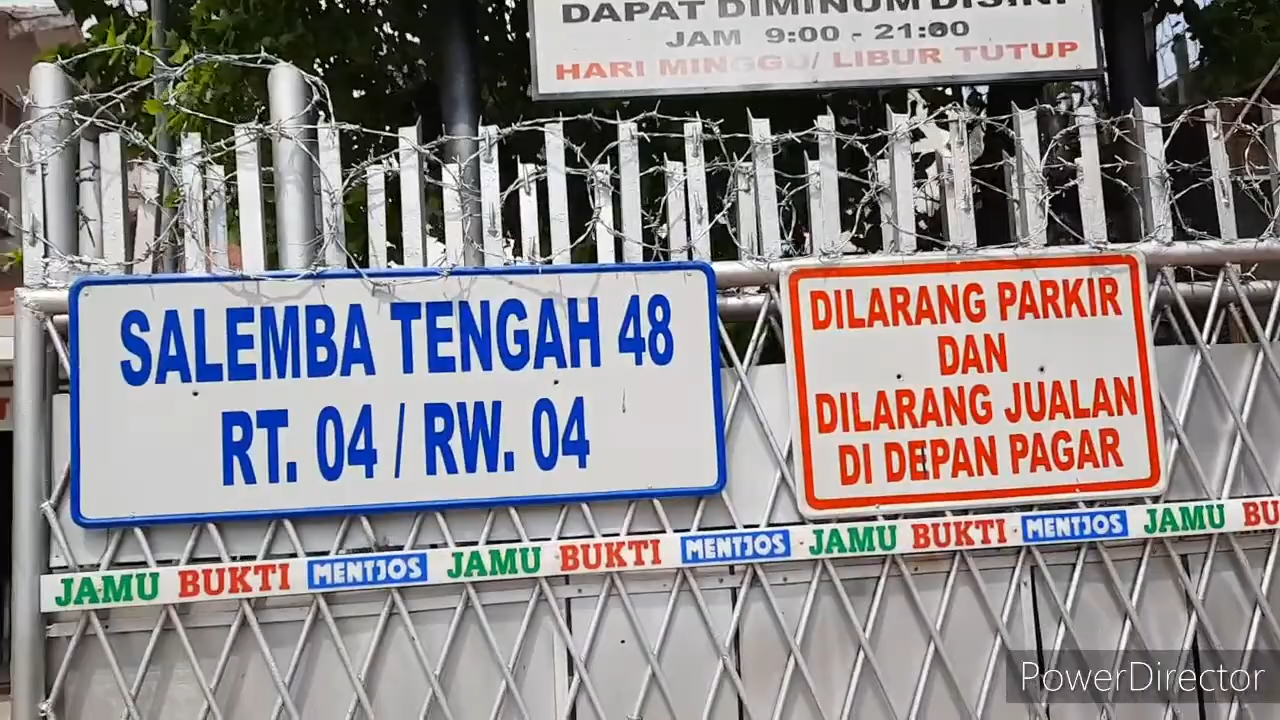 DAPAT DIMINUM DISINI
JAM 9:00 - 21:00
HARI MINGGU/ LIBUR TUTUP
SALEMBA TENGAH 48
RT. 04 / RW. 04
DILARANG PARKIR
DAN
DILARANG JUALAN
DI DEPAN PAGAR
JAMU BUKTI MENTJOS JAMU BUKTI MENTJOS JAMU BUKTI MENTJOS JAMU BU
PowerDirector